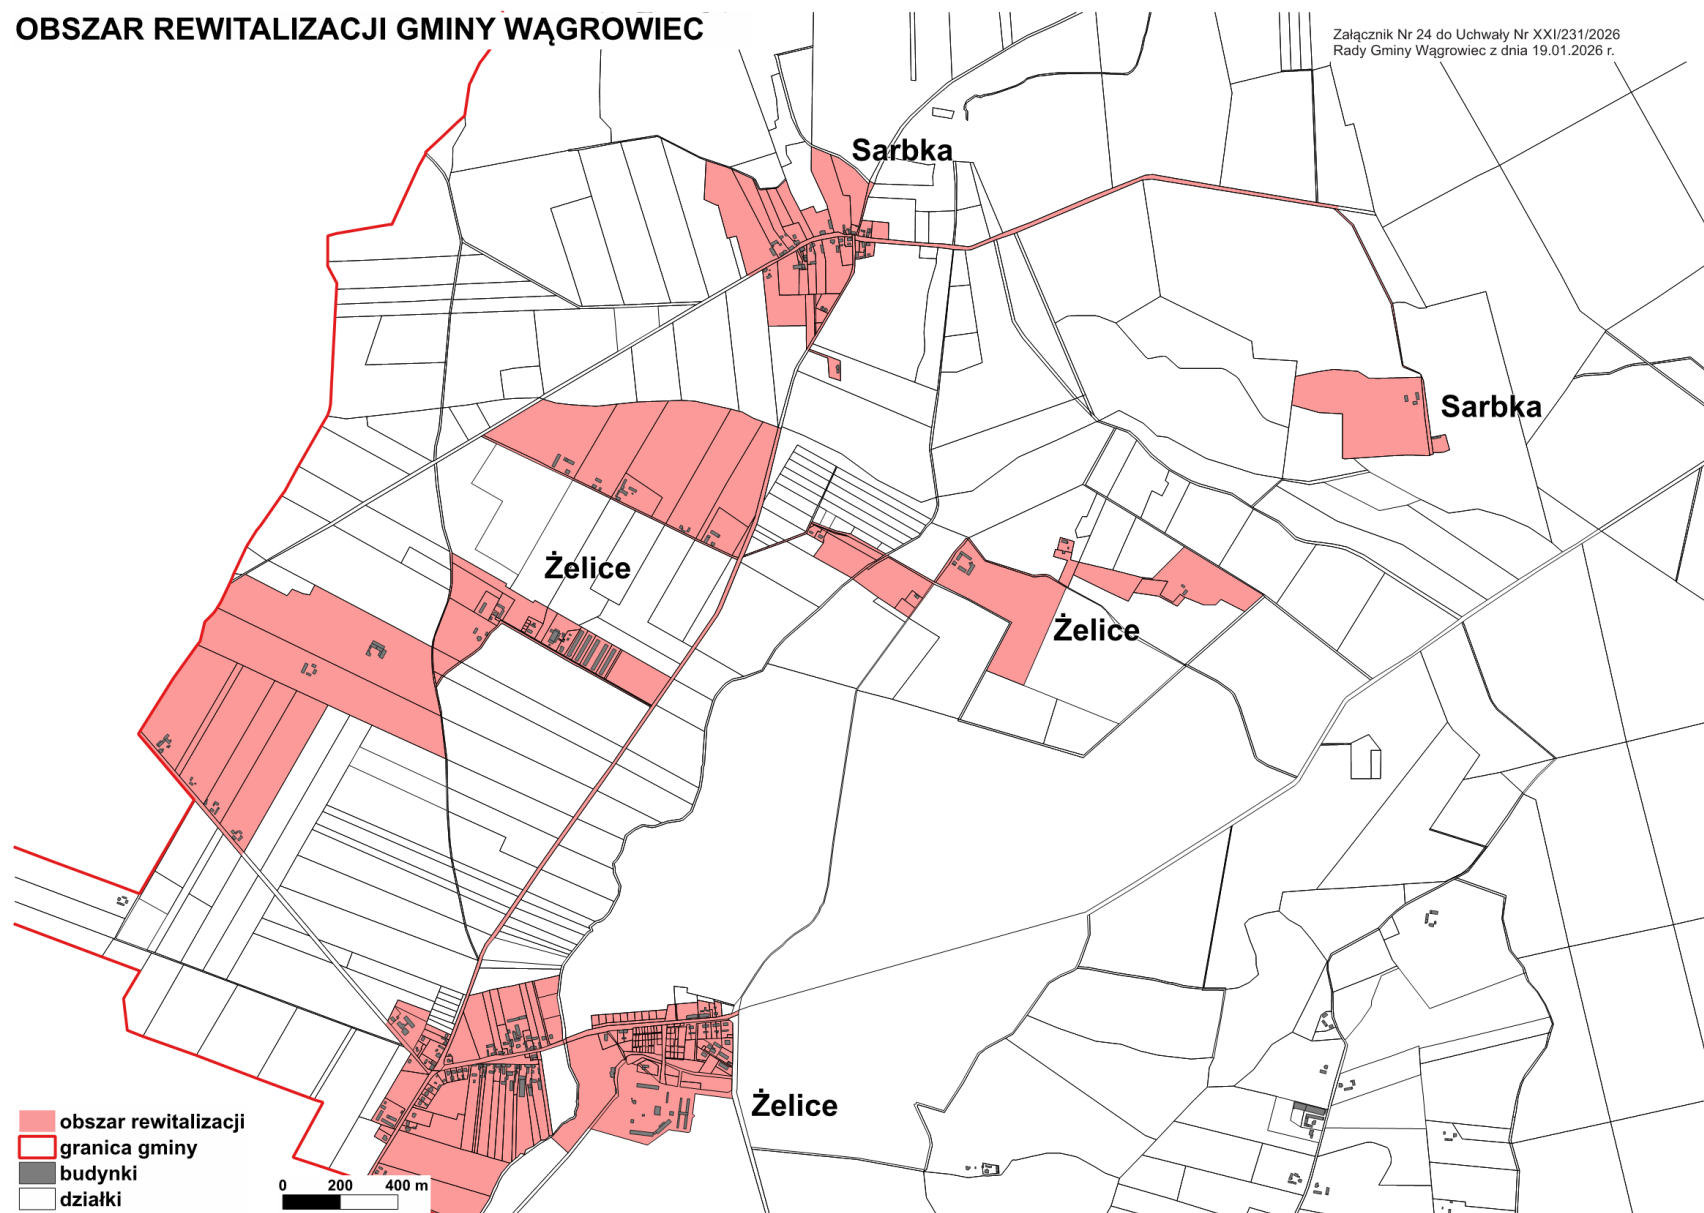 OBSZAR REWITALIZACJI GMINY WĄGROWIEC
Załącznik Nr 24 do Uchwały Nr XXI/231/2026
Rady Gminy Wągrowiec z dnia 19.01.2026 r.
Sarbka
Sarbka
Żelice
Żelice
Żelice
obszar rewitalizacji
granica gminy
budynki
działki
0 200 400 m